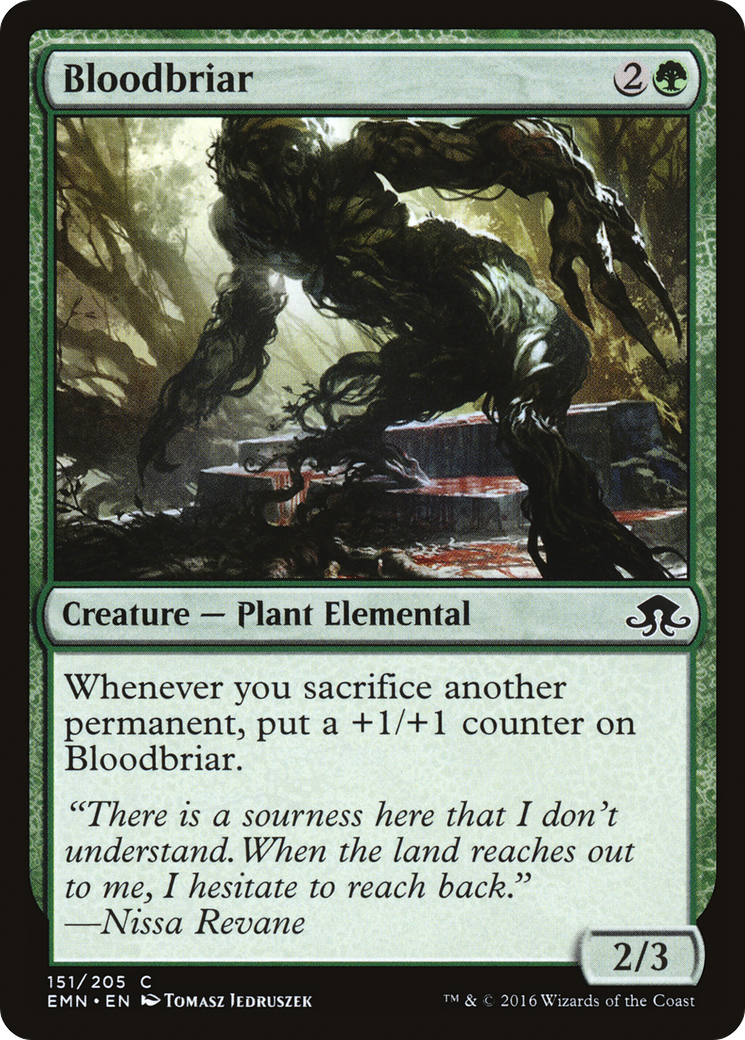 Bloodbriar 2
Creature — Plant Elemental
Whenever you sacrifice another
permanent, put a +1/+1 counter on
Bloodbriar.
“There is a sourness here that I don’t
understand. When the land reaches out
to me, I hesitate to reach back.”
—Nissa Revane
2/3
151/205 C
EMN • EN Tomasz Jedruszek
™ & © 2016 Wizards of the Coast